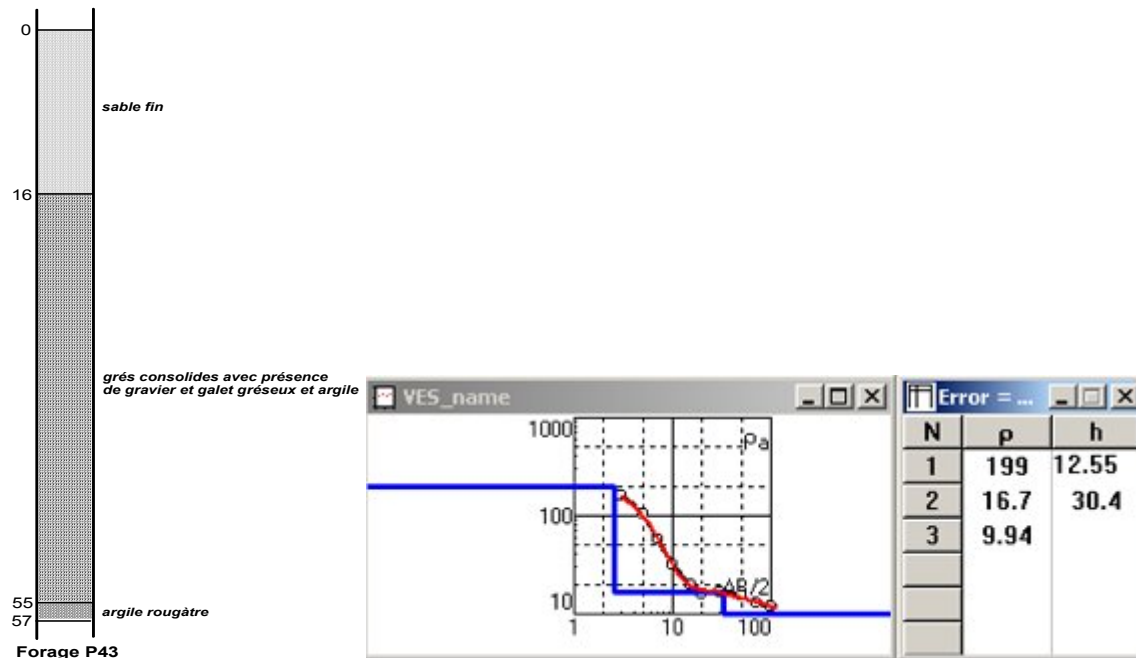 0
sable fin
16
grés consolides avec présence
de gravier et galet gréseux et argile
55
argile rougàtre
57
Forage P43
VES_name
1000
ρa
100
AB/2
10
1 10 100
Error = ...
N ρ h
1 199 12.55
2 16.7 30.4
3 9.94